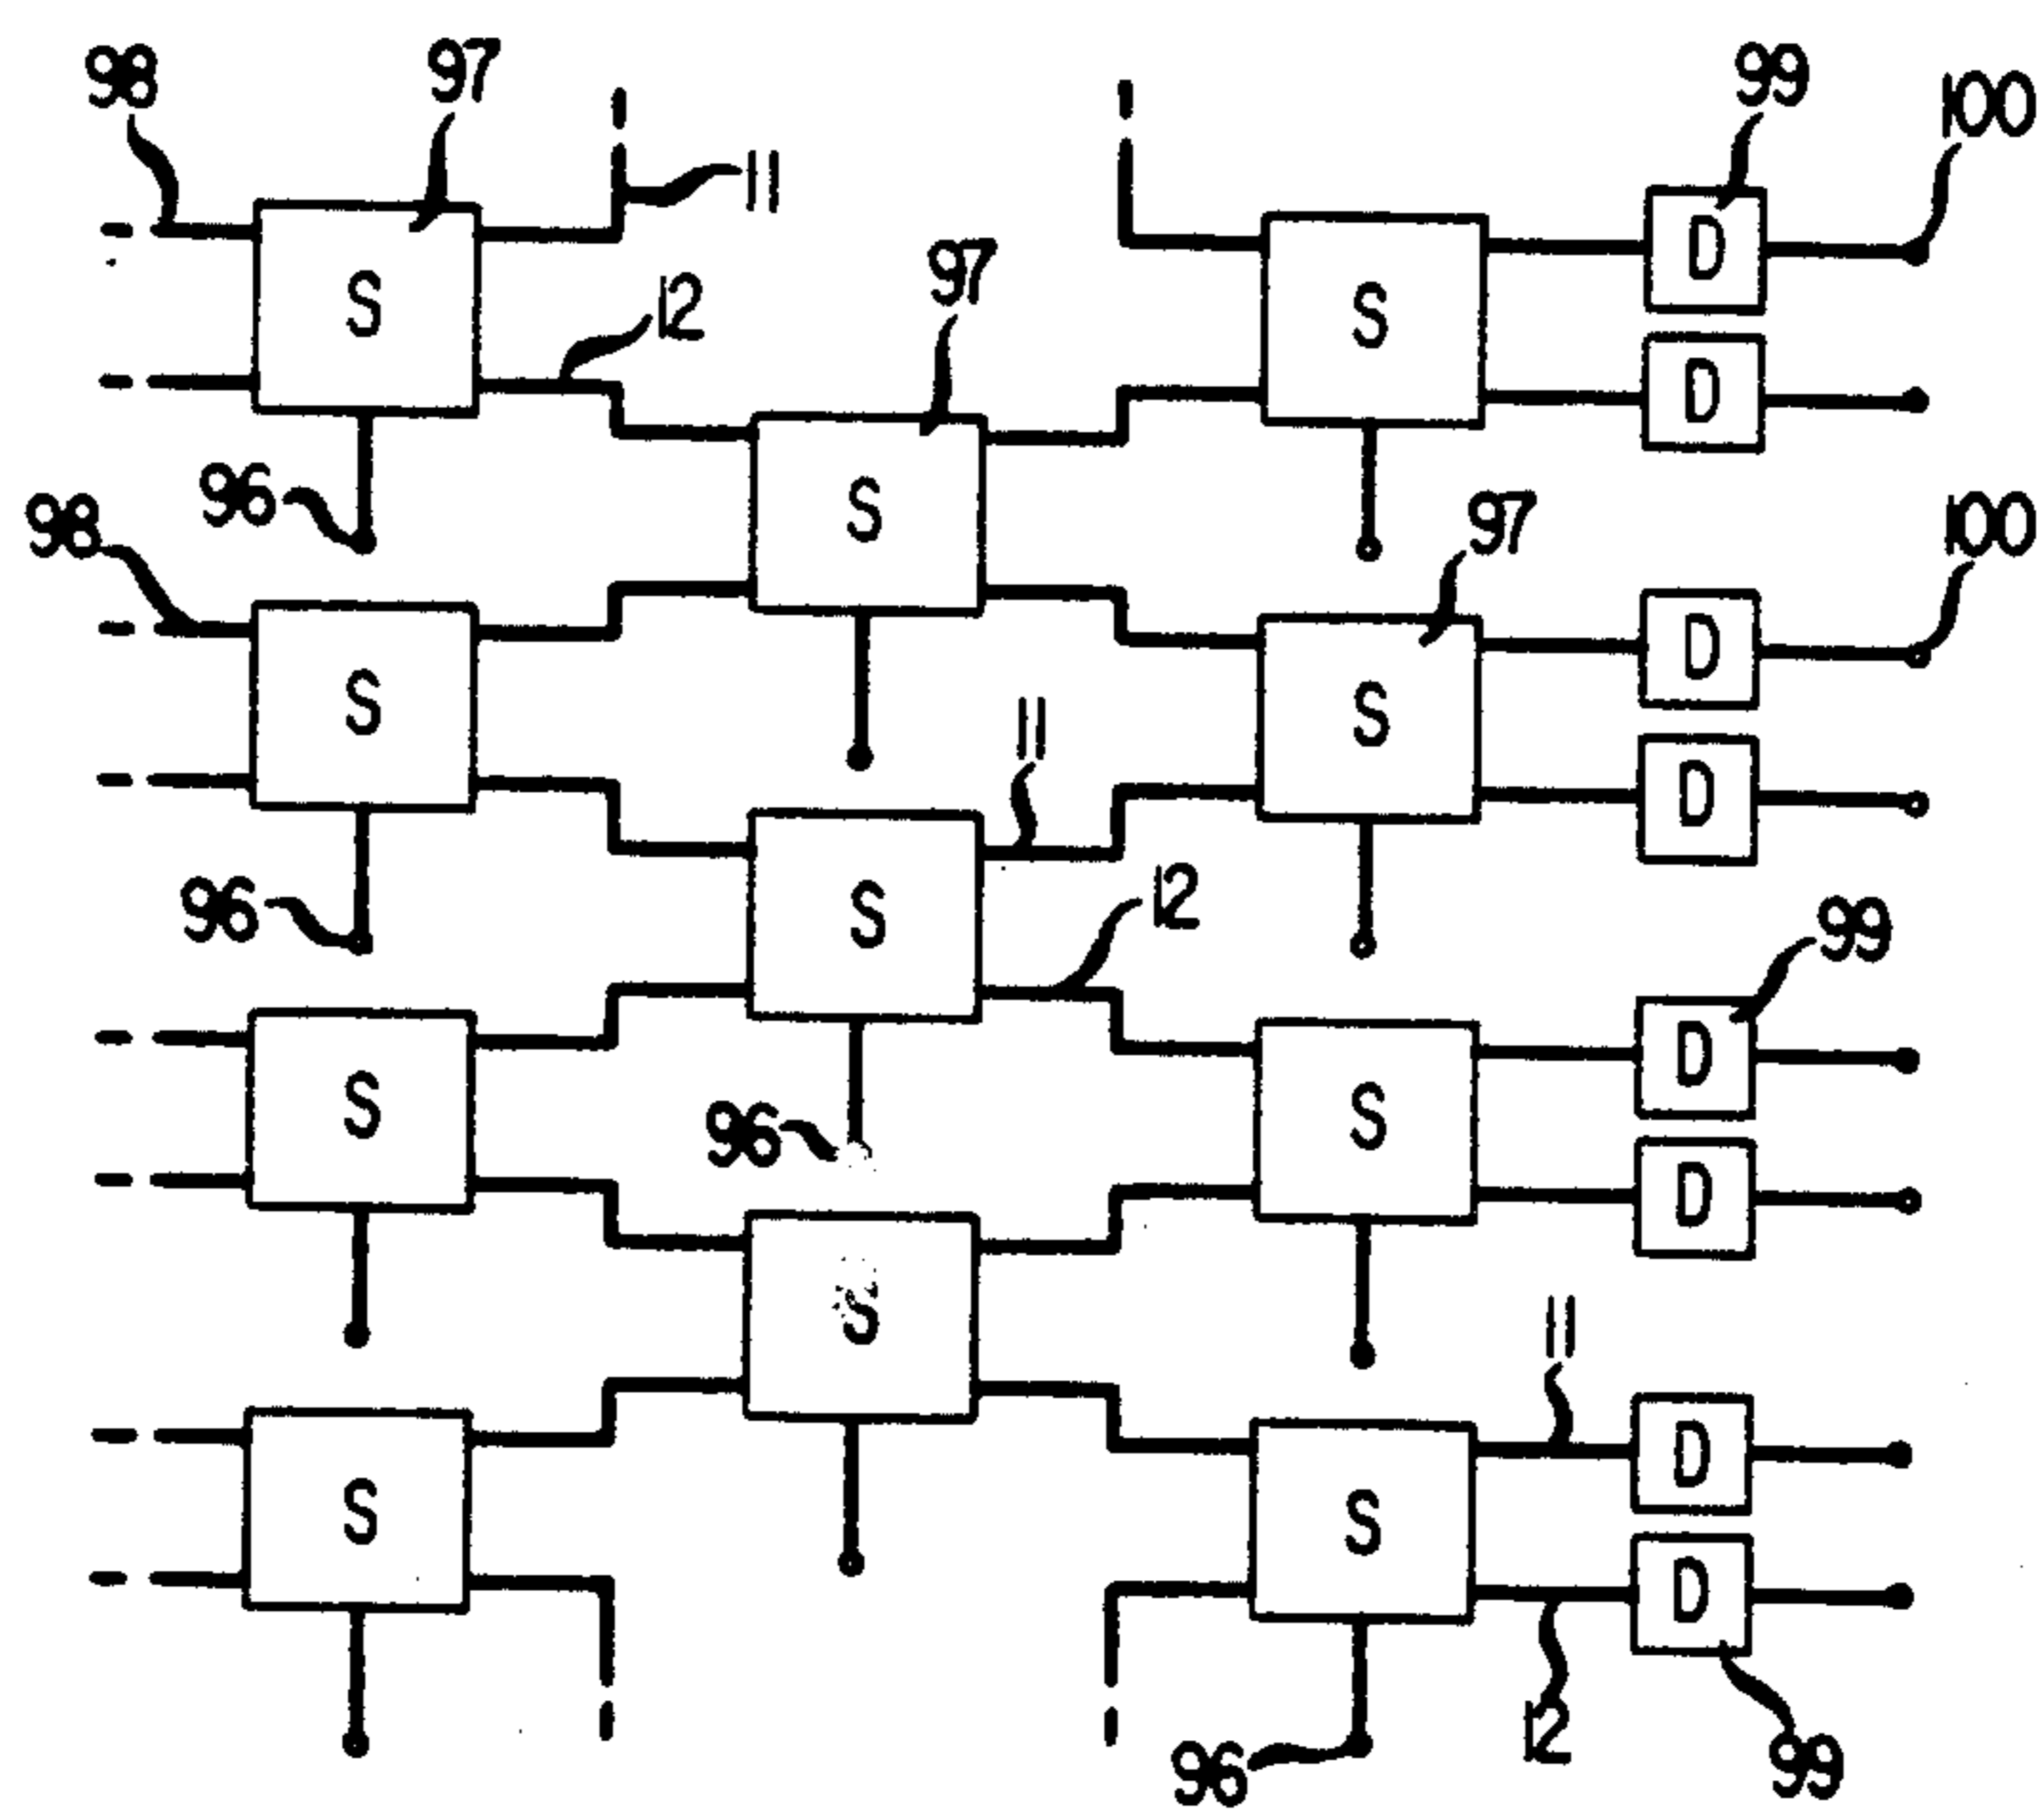 98 97 11 99 100
S 12 97 S D
D
96 S 97 100
98 S 11 S D
D
96 S 12 99
S 96 S D
D
S 11
S S D
D
96 12 99